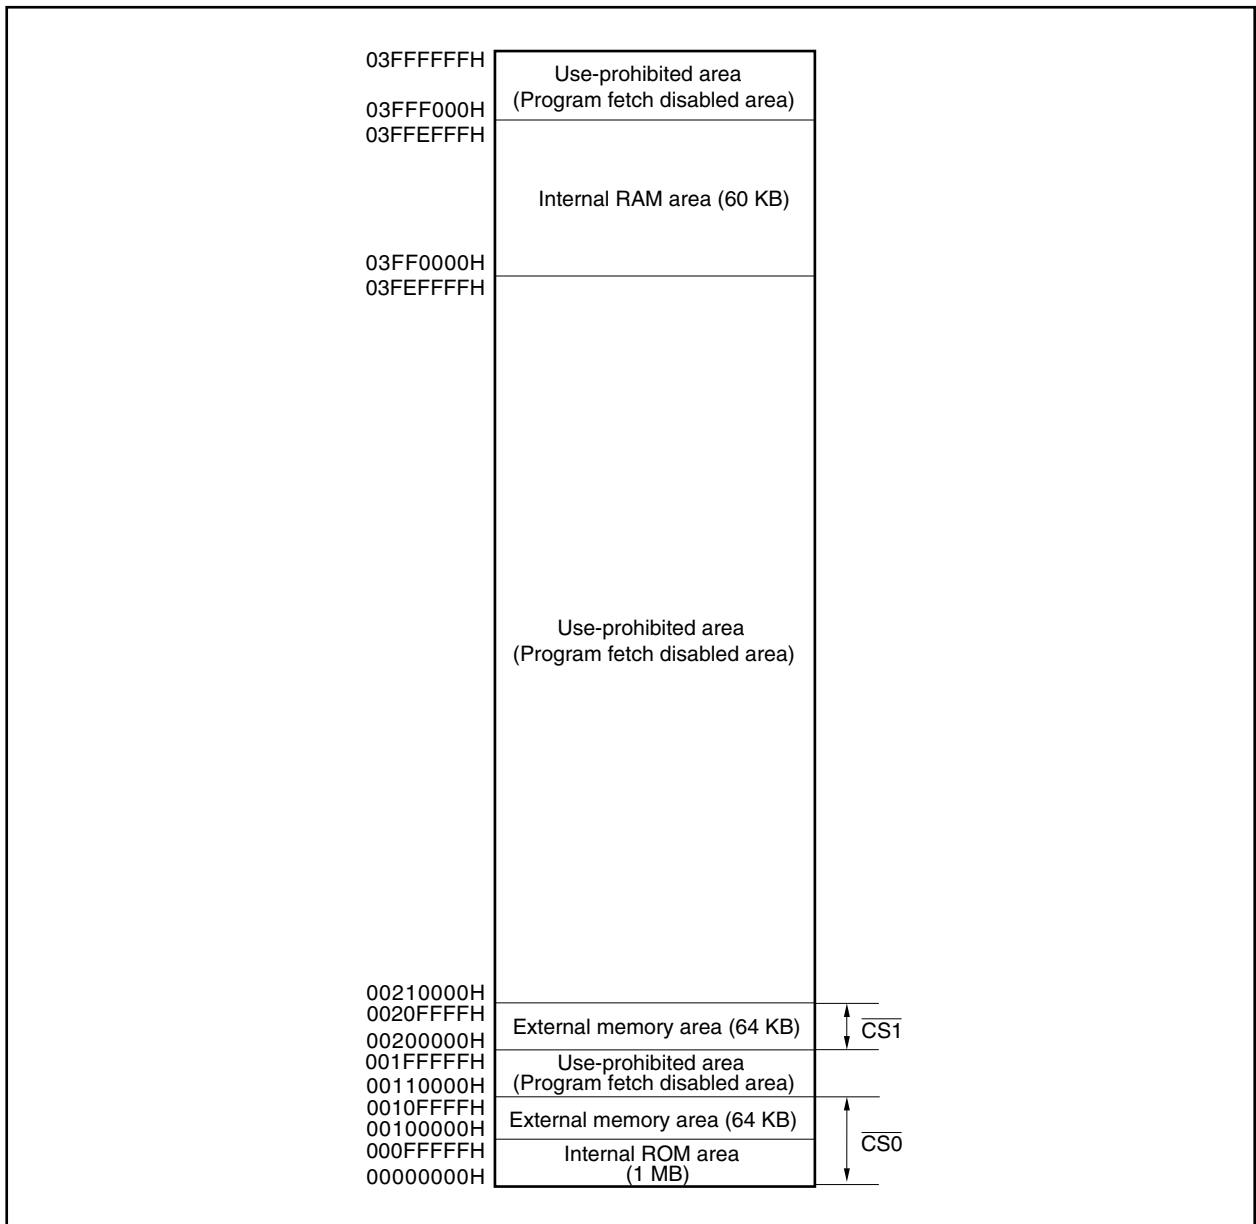 03FFFFFFH
Use-prohibited area
(Program fetch disabled area)
03FFF000H
03FFEFFFH
Internal RAM area (60 KB)
03FF0000H
03FEFFFFH
Use-prohibited area
(Program fetch disabled area)
00210000H
0020FFFFH
External memory area (64 KB)
CS1
00200000H
001FFFFFH
Use-prohibited area
(Program fetch disabled area)
00110000H
0010FFFFH
External memory area (64 KB)
00100000H
CS0
000FFFFFH
Internal ROM area
(1 MB)
00000000H